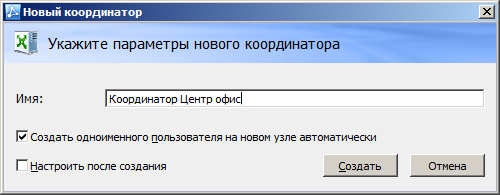 Новый координатор
Укажите параметры нового координатора
Имя: Координатор Центр офис
Создать одноименного пользователя на новом узле автоматически
Настроить после создания Создать Отмена